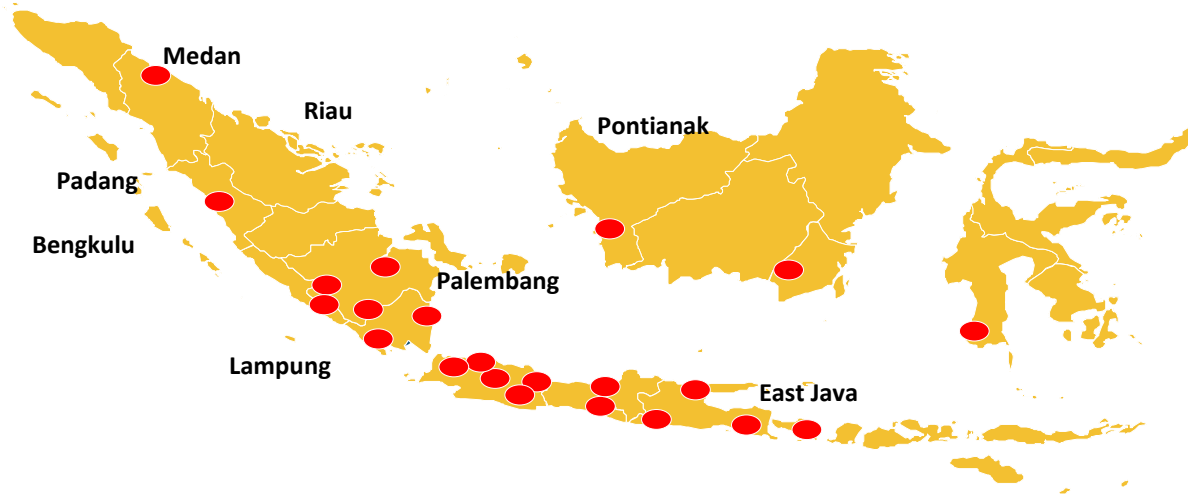 Medan
Riau
Pontianak
Padang
Bengkulu
Palembang
Lampung
East Java